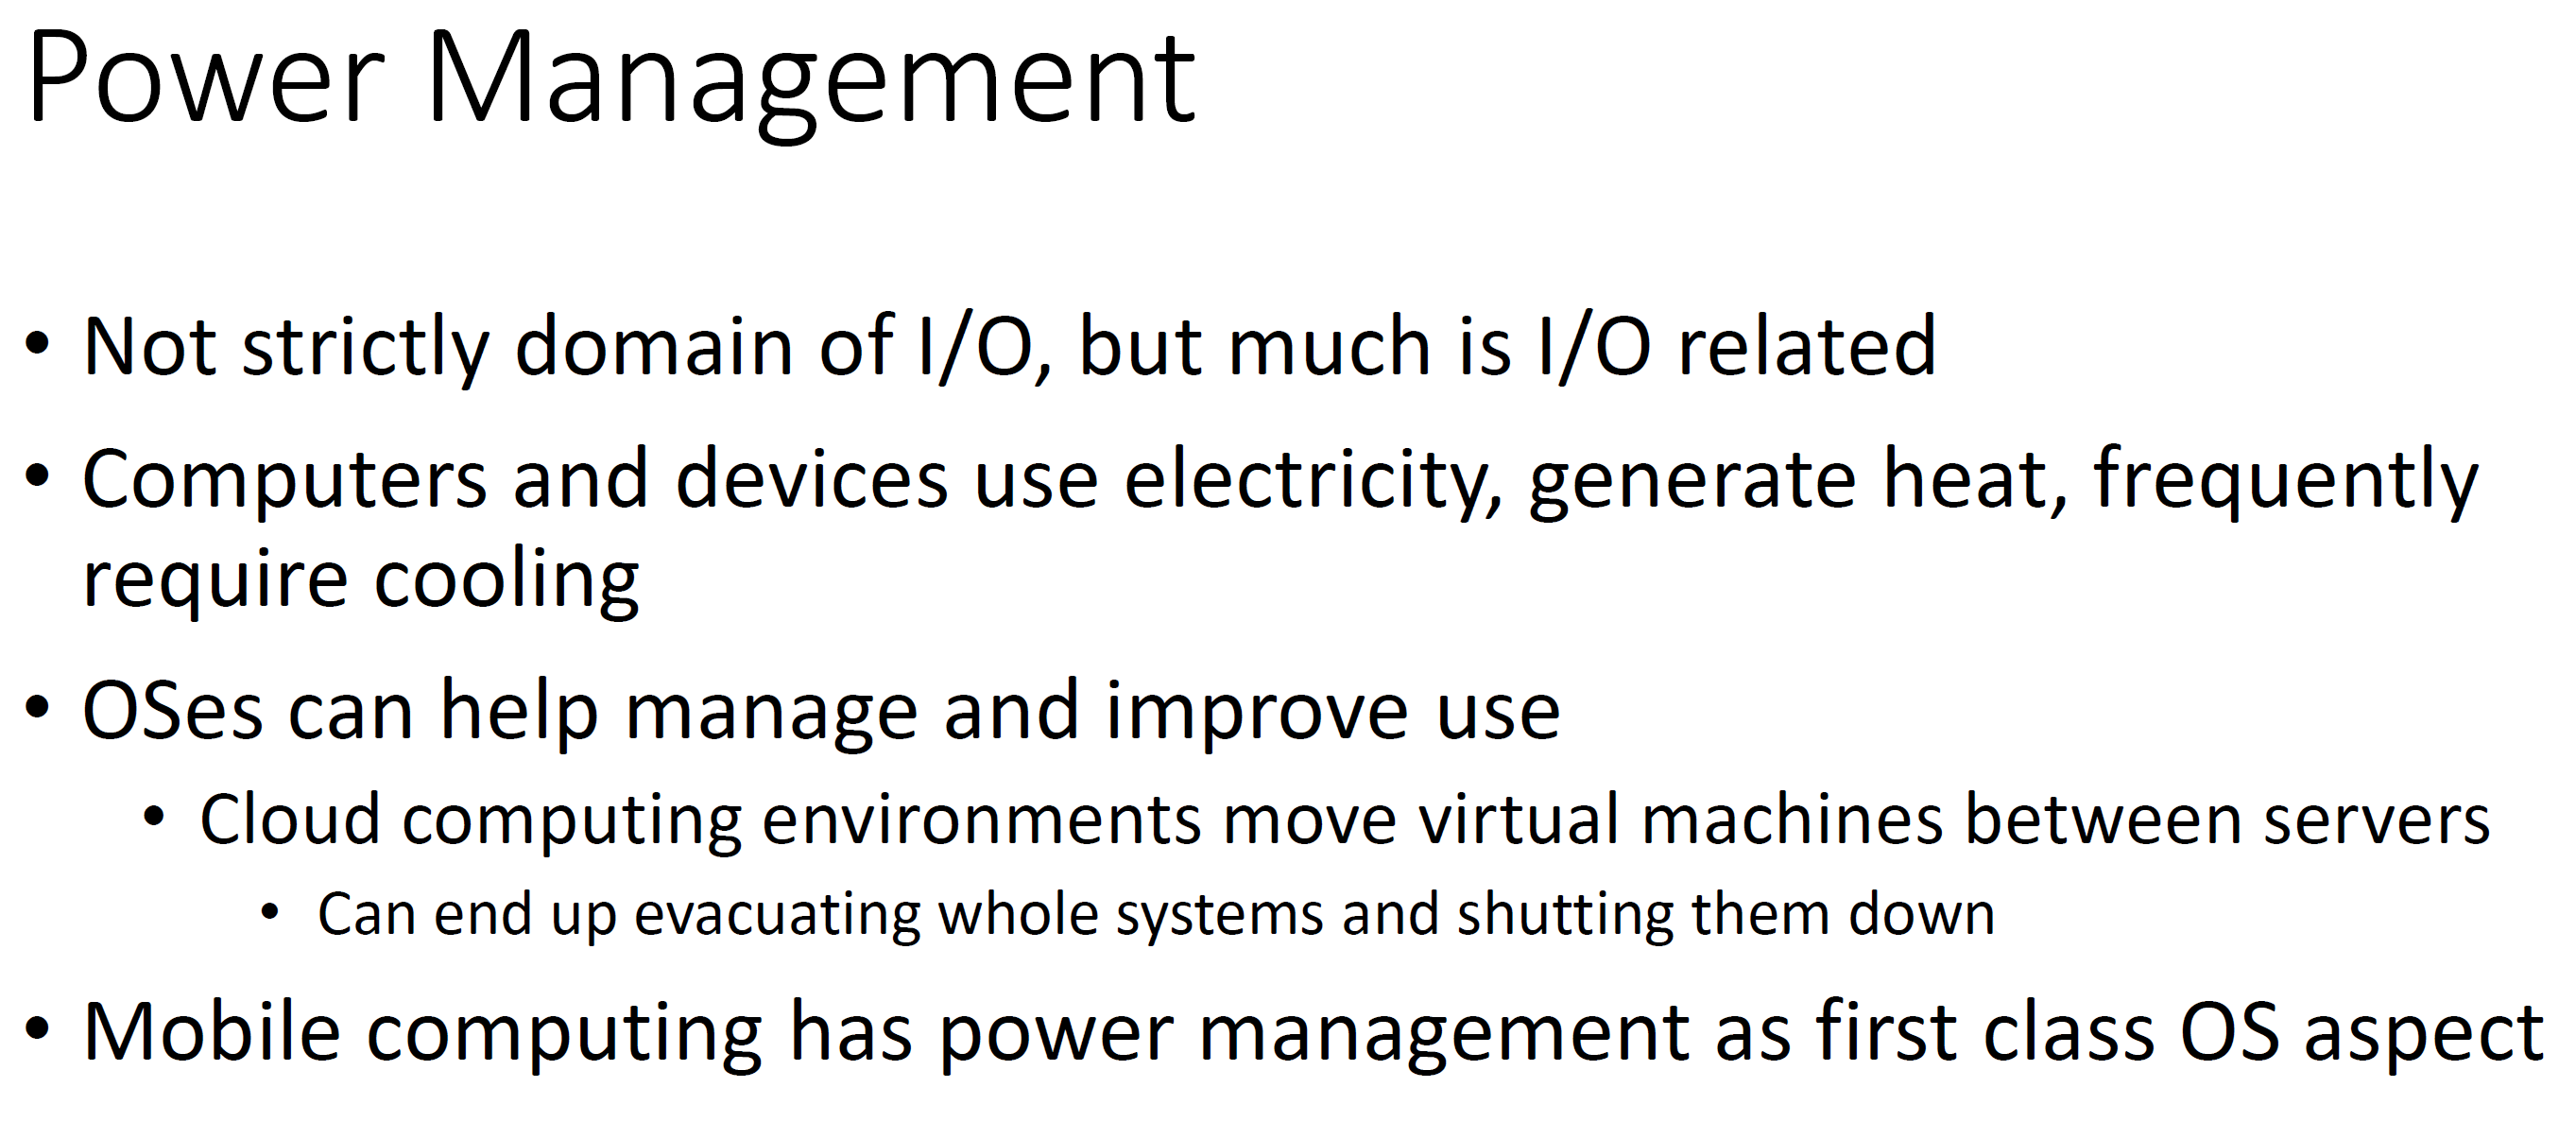 Power Management
• Not strictly domain of I/O, but much is I/O related
• Computers and devices use electricity, generate heat, frequently
require cooling
• OSes can help manage and improve use
• Cloud computing environments move virtual machines between servers
• Can end up evacuating whole systems and shutting them down
• Mobile computing has power management as first class OS aspect